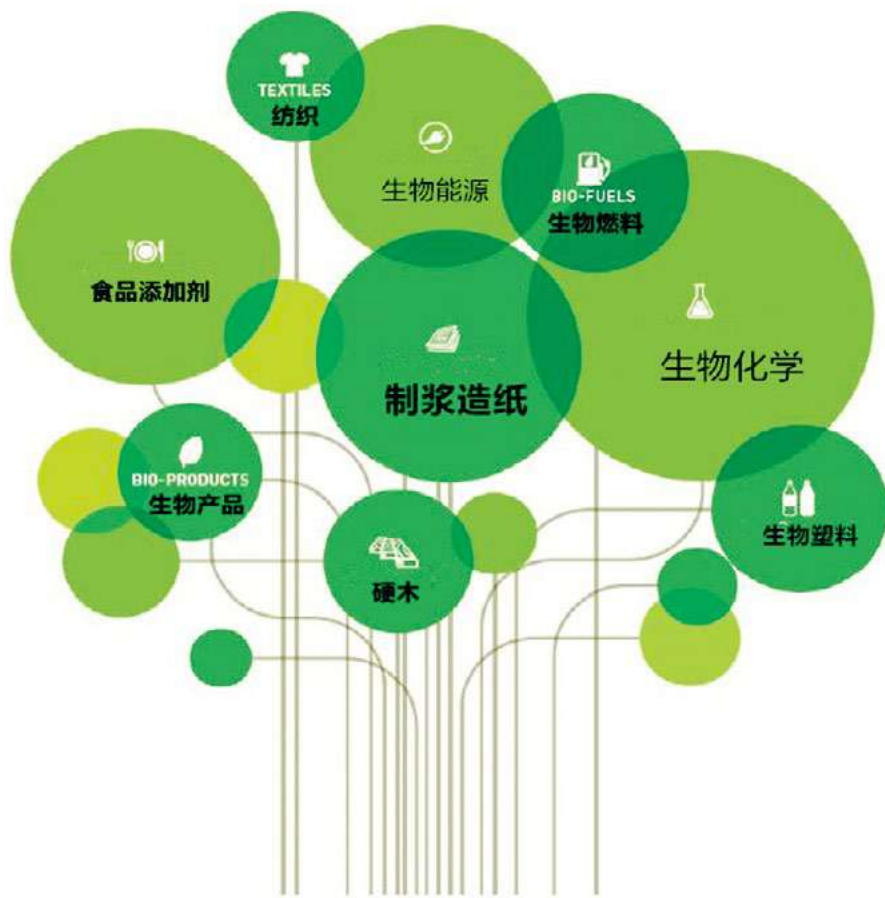 TEXTILES
纺织
生物能源
BIO-FUELS
生物燃料
食品添加剂
制浆造纸
生物化学
BIO-PRODUCTS
生物产品
生物塑料
硬木